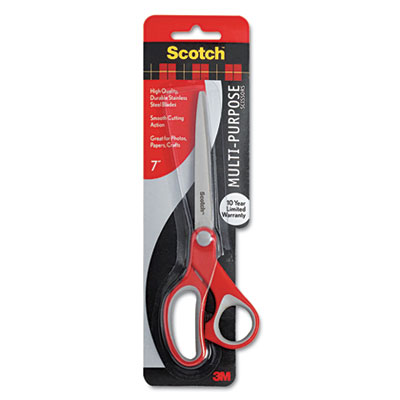 Scotch
High Quality,
Durable Stainless
Steel Blades
Smooth Cutting
Action
Great for Photos,
Papers, Crafts
7"
MULTI-PURPOSE
SCISSORS
10 Year
Limited
Warranty
Scotch™
3M